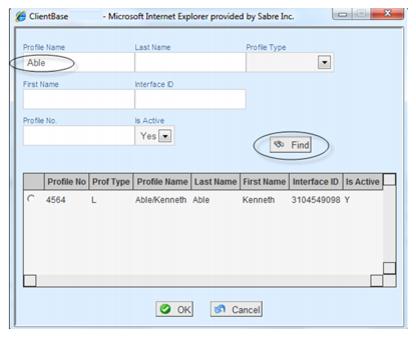 ClientBase - Microsoft Internet Explorer provided by Sabre Inc.
Profile Name Last Name Profile Type
Able
First Name Interface ID
Profile No. Is Active
Yes
Find
Profile No Prof Type Profile Name Last Name First Name Interface ID Is Active
4564 L Able/Kenneth Able Kenneth 3104549098 Y
OK Cancel